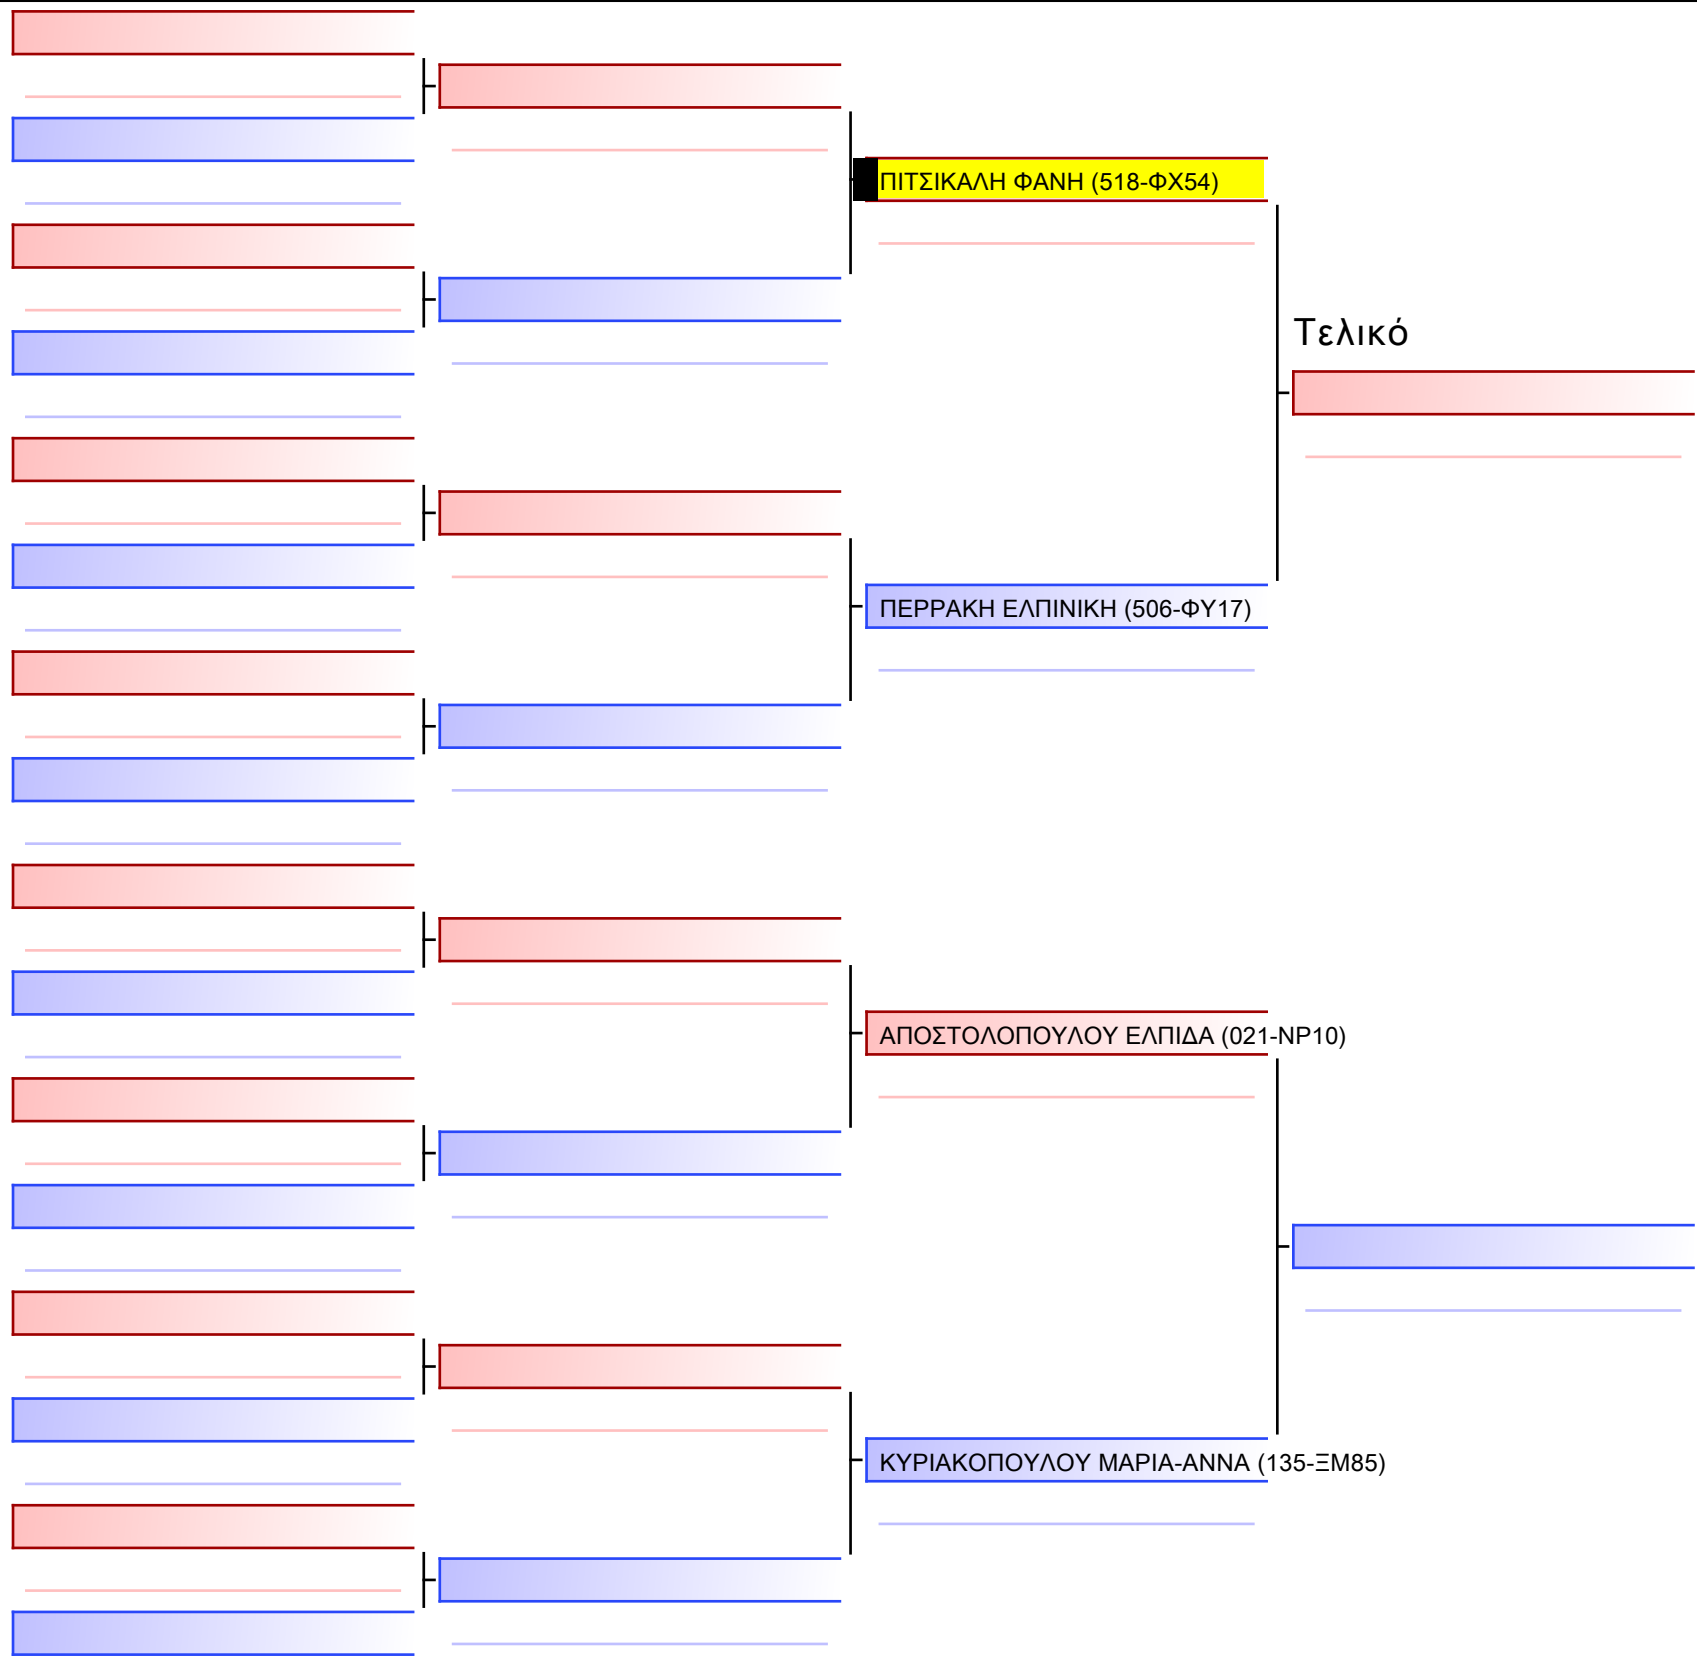 ΠΙΤΣΙΚΑΛΗ ΦΑΝΗ (518-ΦΧ54)
Τελικό
ΠΕΡΡΑΚΗ ΕΛΠΙΝΙΚΗ (506-ΦΥ17)
ΑΠΟΣΤΟΛΟΠΟΥΛΟΥ ΕΛΠΙΔΑ (021-ΝΡ10)
ΚΥΡΙΑΚΟΠΟΥΛΟΥ ΜΑΡΙΑ-ΑΝΝΑ (135-ΞΜ85)